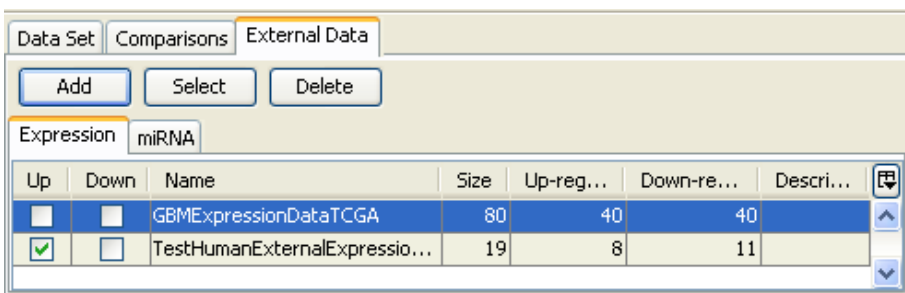 Data Set Comparisons External Data
Add Select Delete
Expression miRNA
Up Down Name Size Up-reg... Down-re... Descri...
GBMExpressionDataTCGA 80 40 40
TestHumanExternalExpressio... 19 8 11